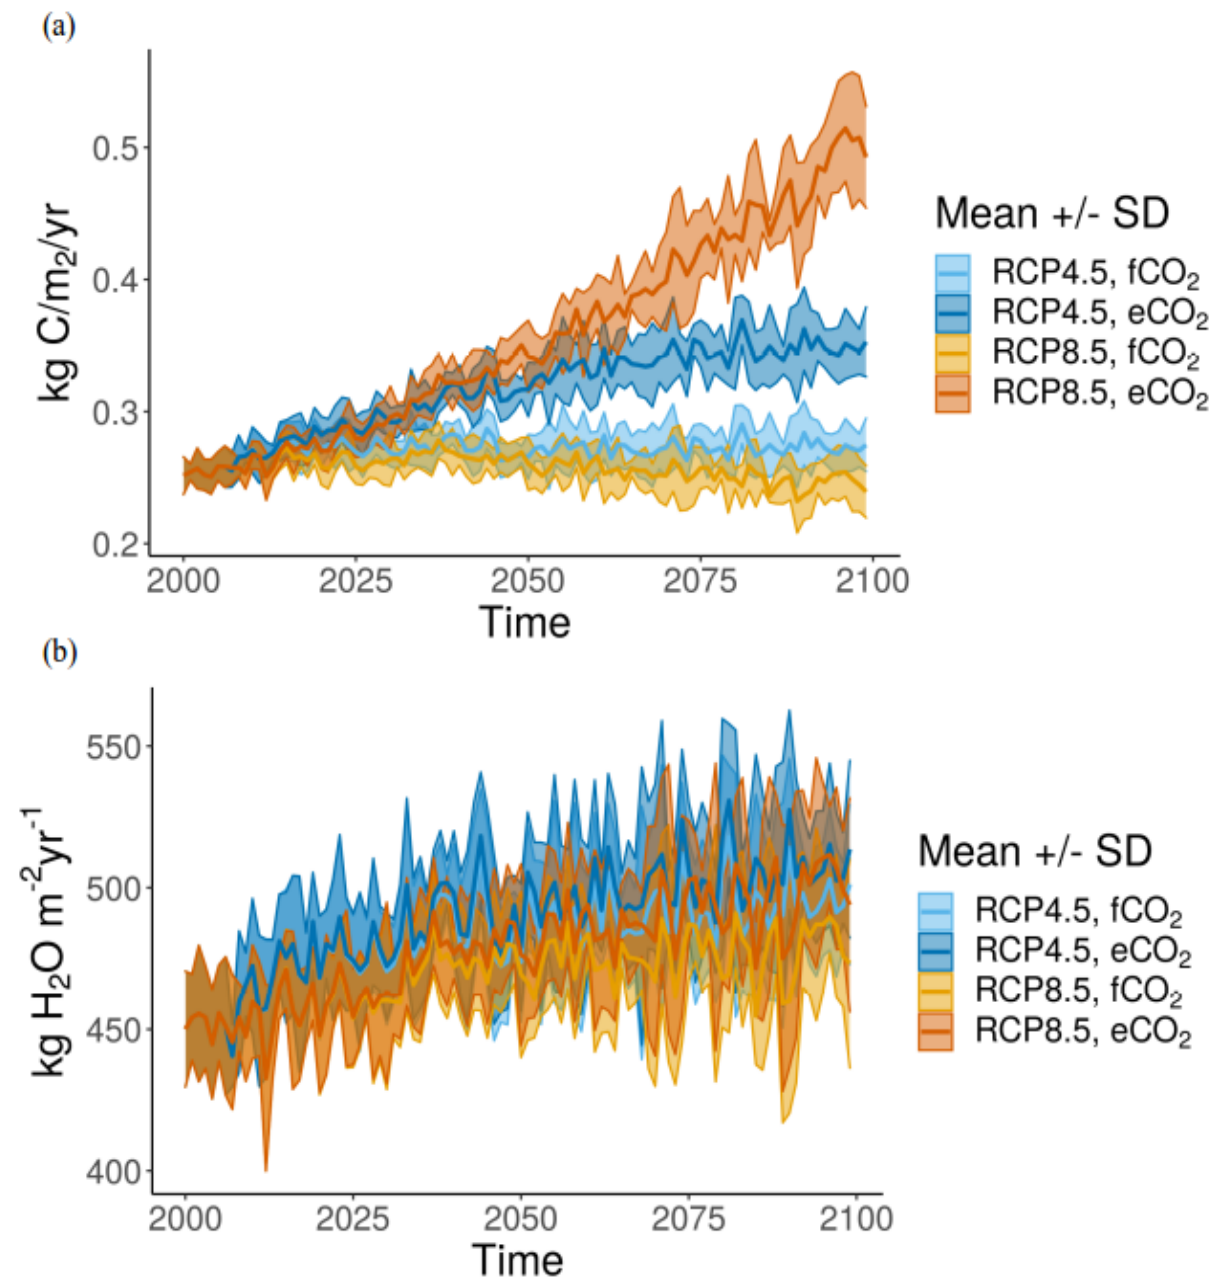 (a)
kg C/m₂/yr
0.5
0.4
0.3
0.2
2000 2025 2050 2075 2100
Time
Mean +/- SD
RCP4.5, fCO₂
RCP4.5, eCO₂
RCP8.5, fCO₂
RCP8.5, eCO₂
(b)
kg H₂O m⁻²yr⁻¹
550
500
450
400
2000 2025 2050 2075 2100
Time
Mean +/- SD
RCP4.5, fCO₂
RCP4.5, eCO₂
RCP8.5, fCO₂
RCP8.5, eCO₂